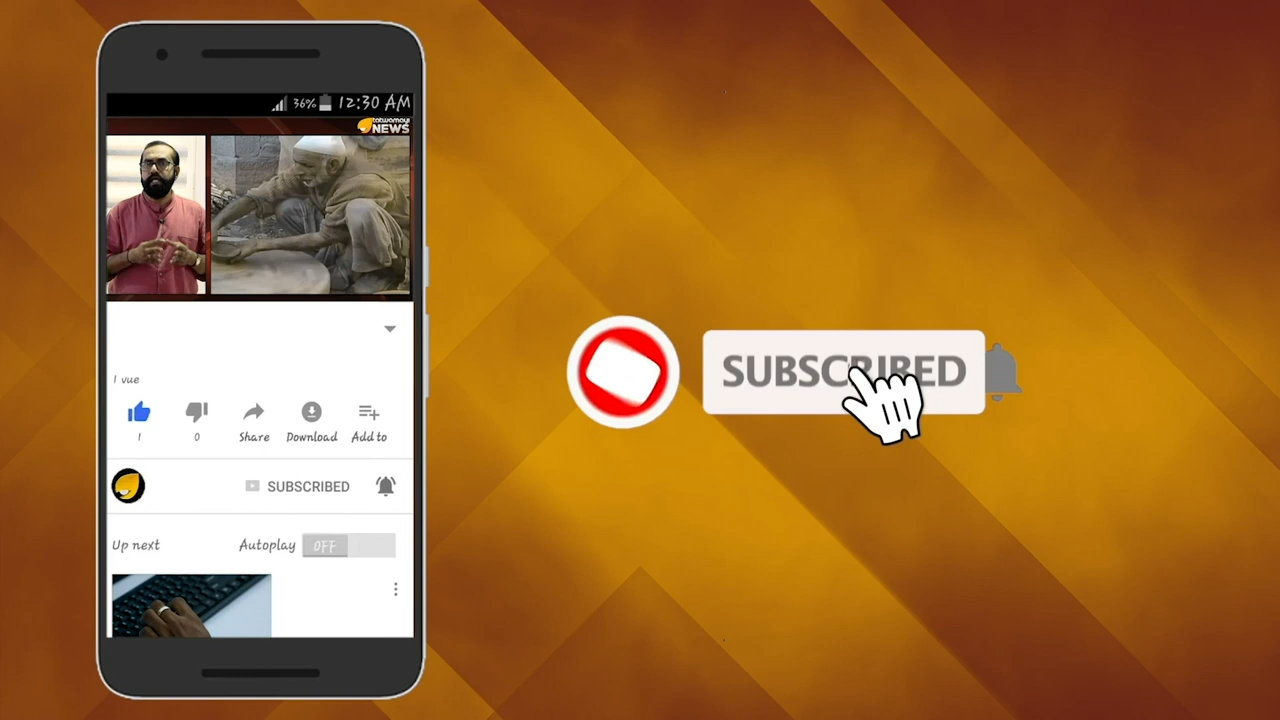 36% 12:30 AM
tatwamayi
NEWS
1 vue
1
0
Share
Download
Add to
SUBSCRIBED
Up next
Autoplay
OFF
SUBSCRIBED